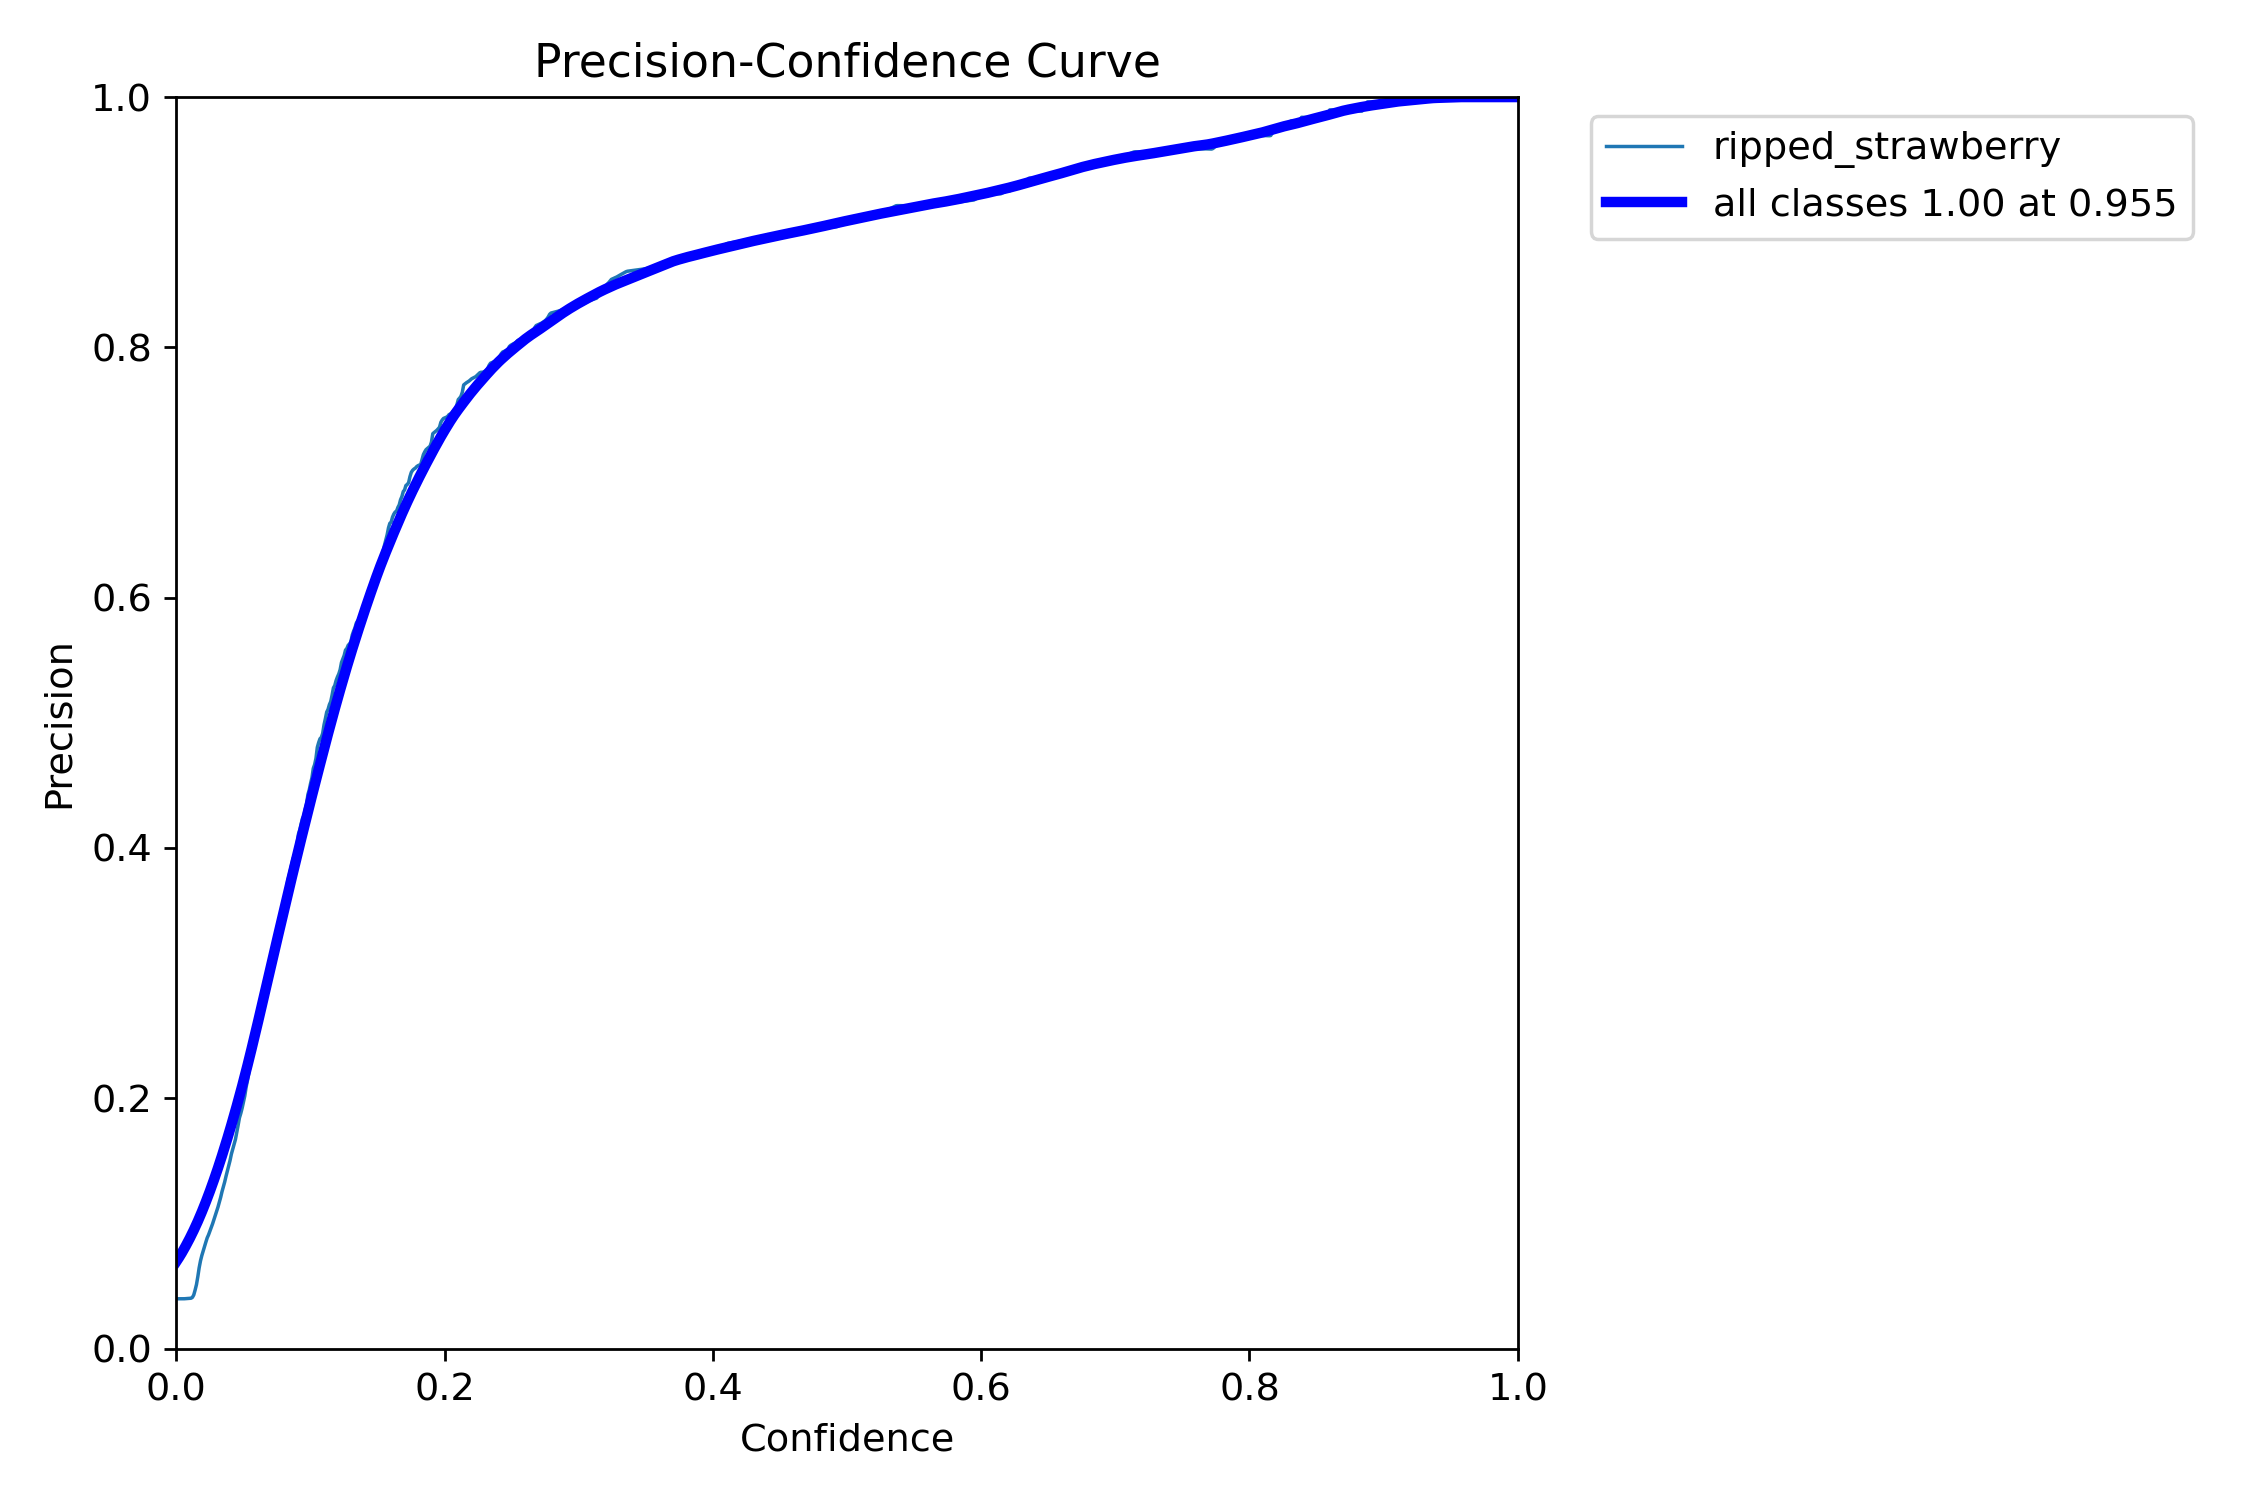 Precision-Confidence Curve
1.0
0.8
0.6
0.4
0.2
0.0
Precision
0.0 0.2 0.4 0.6 0.8 1.0
Confidence
ripped_strawberry
all classes 1.00 at 0.955